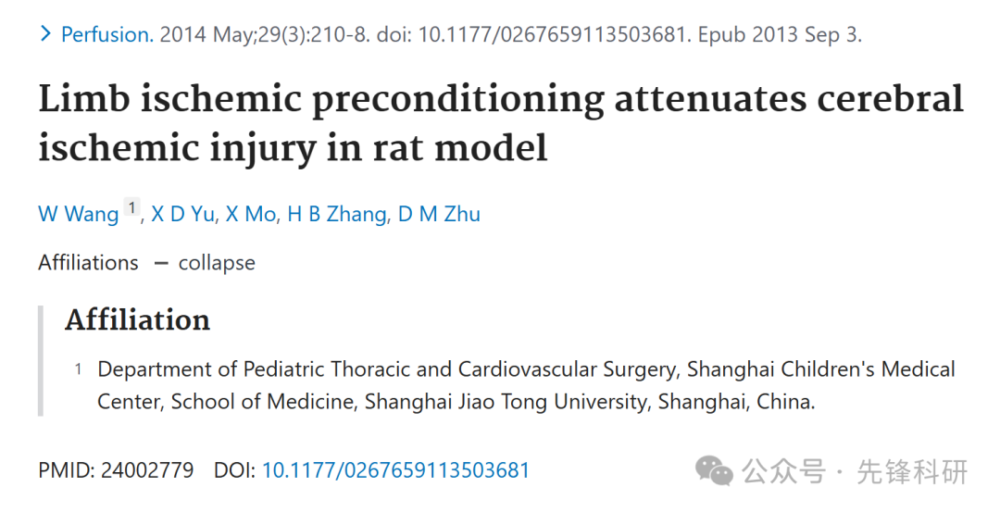 Perfusion. 2014 May;29(3):210-8. doi: 10.1177/0267659113503681. Epub 2013 Sep 3.
Limb ischemic preconditioning attenuates cerebral
ischemic injury in rat model
W Wang 1, X D Yu, X Mo, H B Zhang, D M Zhu
Affiliations — collapse
Affiliation
1 Department of Pediatric Thoracic and Cardiovascular Surgery, Shanghai Children's Medical
Center, School of Medicine, Shanghai Jiao Tong University, Shanghai, China.
PMID: 24002779 DOI: 10.1177/0267659113503681
公众号 · 先锋科研